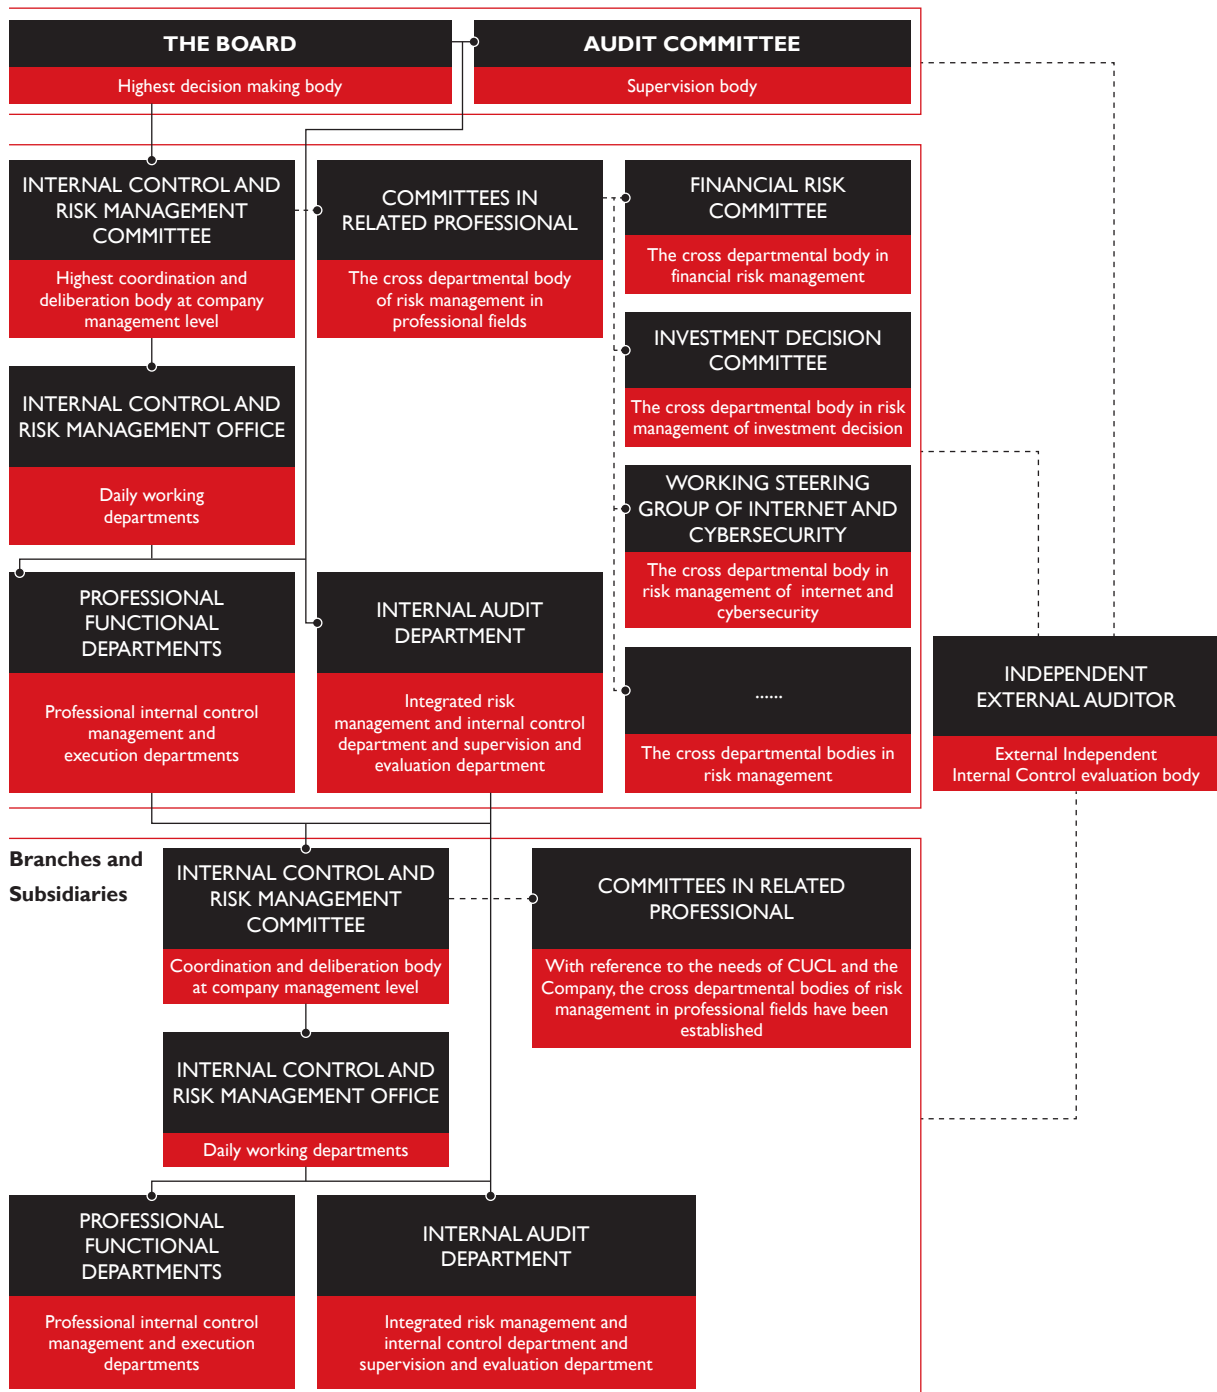 THE BOARD
Highest decision making body
AUDIT COMMITTEE
Supervision body
INTERNAL CONTROL AND
RISK MANAGEMENT
COMMITTEE
Highest coordination and
deliberation body at company
management level
COMMITTEES IN
RELATED PROFESSIONAL
The cross departmental body
of risk management in
professional fields
FINANCIAL RISK
COMMITTEE
The cross departmental body in
financial risk management
INVESTMENT DECISION
COMMITTEE
The cross departmental body in risk
management of investment decision
INTERNAL CONTROL AND
RISK MANAGEMENT OFFICE
Daily working
departments
WORKING STEERING
GROUP OF INTERNET AND
CYBERSECURITY
The cross departmental body in
risk management of internet and
cybersecurity
PROFESSIONAL
FUNCTIONAL
DEPARTMENTS
Professional internal control
management and
execution departments
INTERNAL AUDIT
DEPARTMENT
Integrated risk
management and internal control
department and supervision and
evaluation department
......
The cross departmental bodies in
risk management
INDEPENDENT
EXTERNAL AUDITOR
External Independent
Internal Control evaluation body
Branches and
Subsidiaries
INTERNAL CONTROL AND
RISK MANAGEMENT
COMMITTEE
Coordination and deliberation body
at company management level
COMMITTEES IN RELATED
PROFESSIONAL
With reference to the needs of CUCL and the
Company, the cross departmental bodies of risk
management in professional fields have been
established
INTERNAL CONTROL AND
RISK MANAGEMENT OFFICE
Daily working departments
PROFESSIONAL
FUNCTIONAL
DEPARTMENTS
Professional internal control
management and execution
departments
INTERNAL AUDIT
DEPARTMENT
Integrated risk management and
internal control department and
supervision and evaluation department